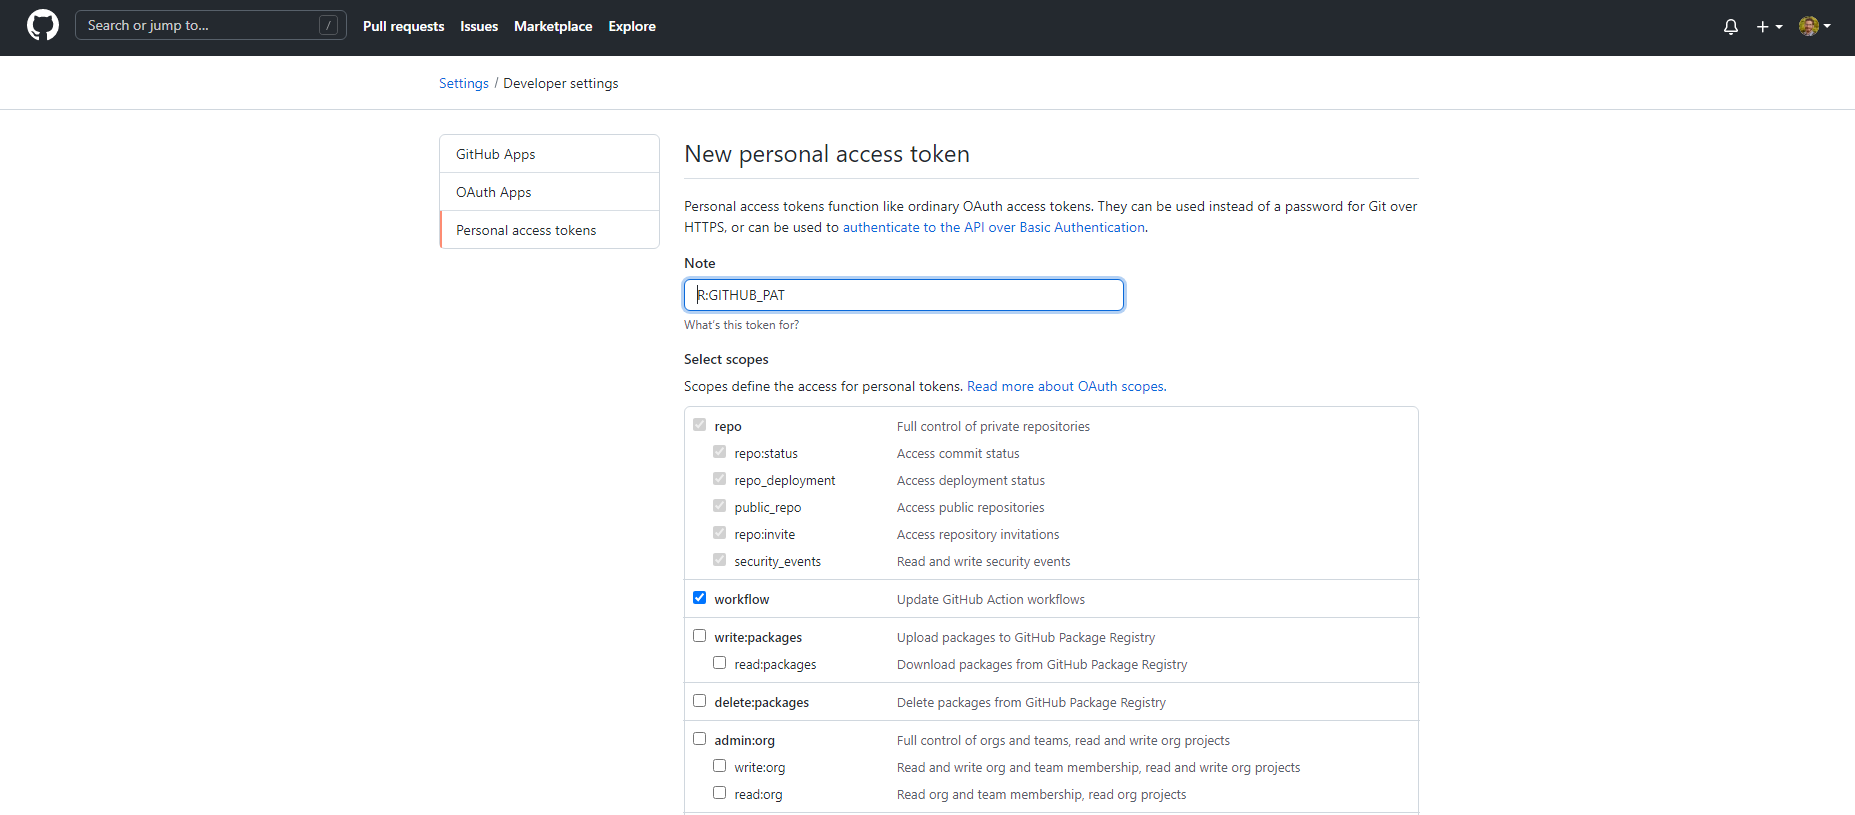 Search or jump to... /
Pull requests Issues Marketplace Explore
Settings / Developer settings
GitHub Apps
OAuth Apps
Personal access tokens
New personal access token
Personal access tokens function like ordinary OAuth access tokens. They can be used instead of a password for Git over
HTTPS, or can be used to authenticate to the API over Basic Authentication.
Note
R:GITHUB_PAT
What's this token for?
Select scopes
Scopes define the access for personal tokens. Read more about OAuth scopes.
repo Full control of private repositories
repo:status Access commit status
repo_deployment Access deployment status
public_repo Access public repositories
repo:invite Access repository invitations
security_events Read and write security events
workflow Update GitHub Action workflows
write:packages Upload packages to GitHub Package Registry
read:packages Download packages from GitHub Package Registry
delete:packages Delete packages from GitHub Package Registry
admin:org Full control of orgs and teams, read and write org projects
write:org Read and write org and team membership, read and write org projects
read:org Read org and team membership, read org projects